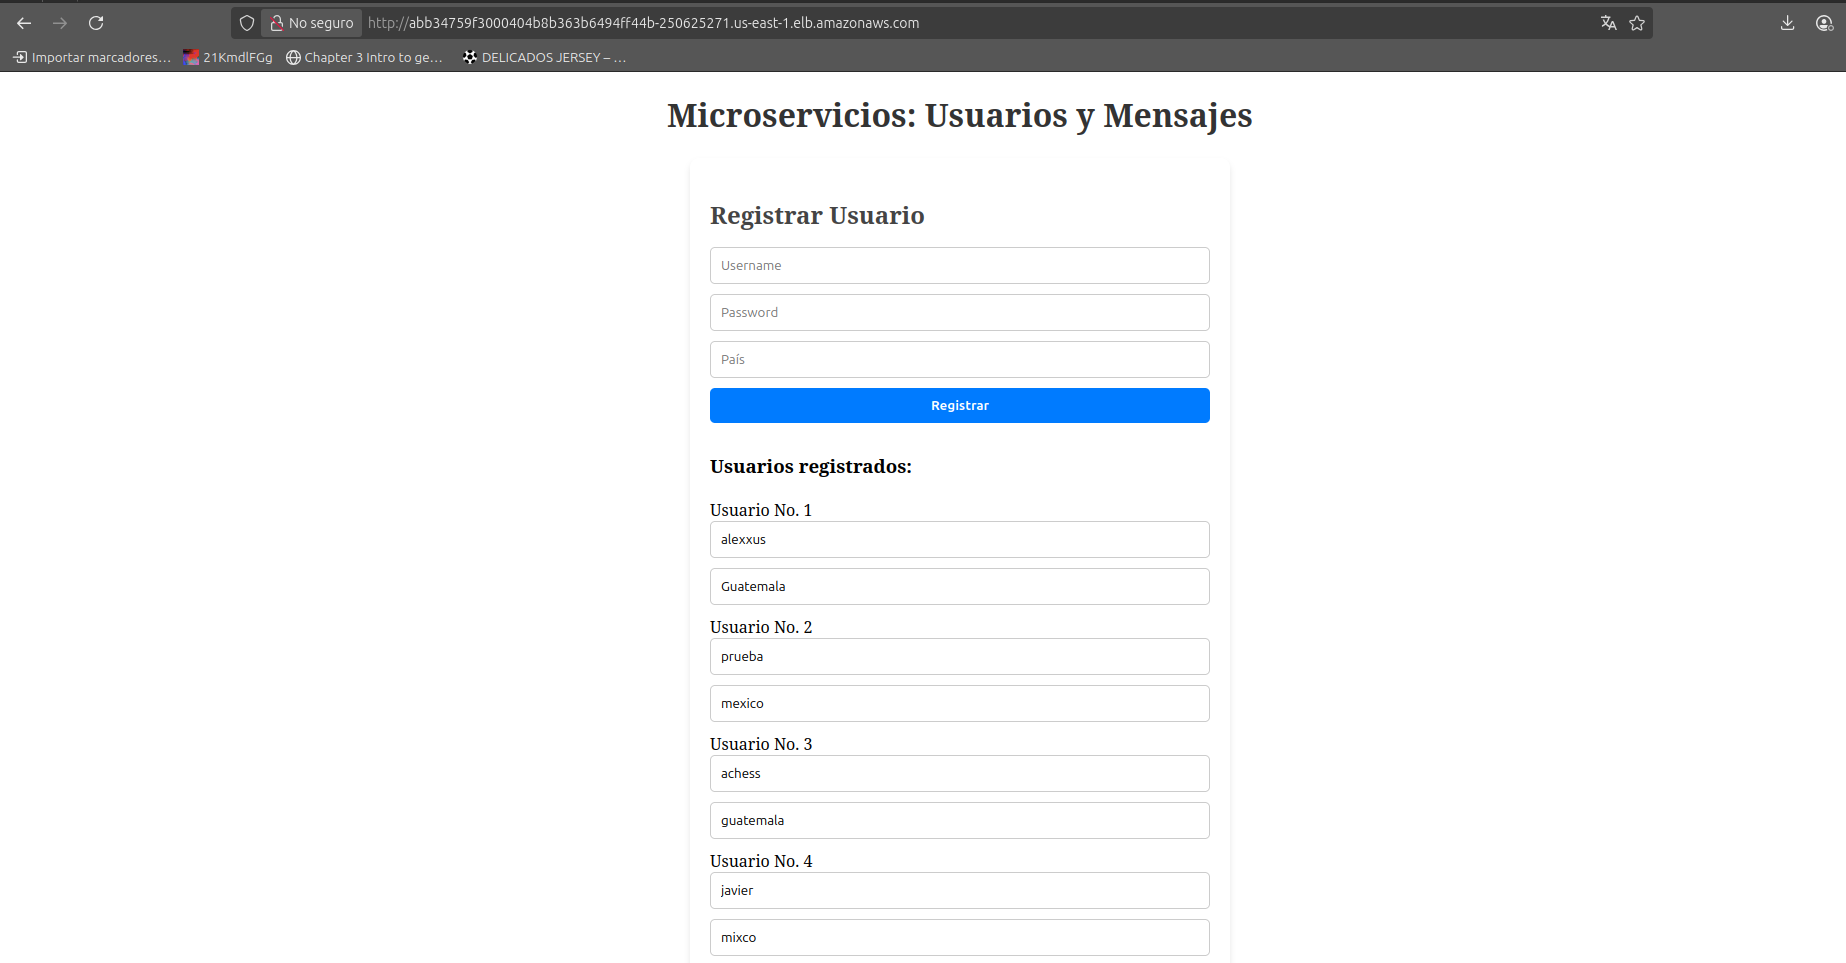 No seguro http://abb34759f3000404b8b363b6494ff44b-250625271.us-east-1.elb.amazonaws.com
Importar marcadores… 21KmdlFGg Chapter 3 Intro to ge… DELICADOS JERSEY – …
Microservicios: Usuarios y Mensajes
Registrar Usuario
Username
Password
País
Registrar
Usuarios registrados:
Usuario No. 1
alexxus
Guatemala
Usuario No. 2
prueba
mexico
Usuario No. 3
achess
guatemala
Usuario No. 4
javier
mixco